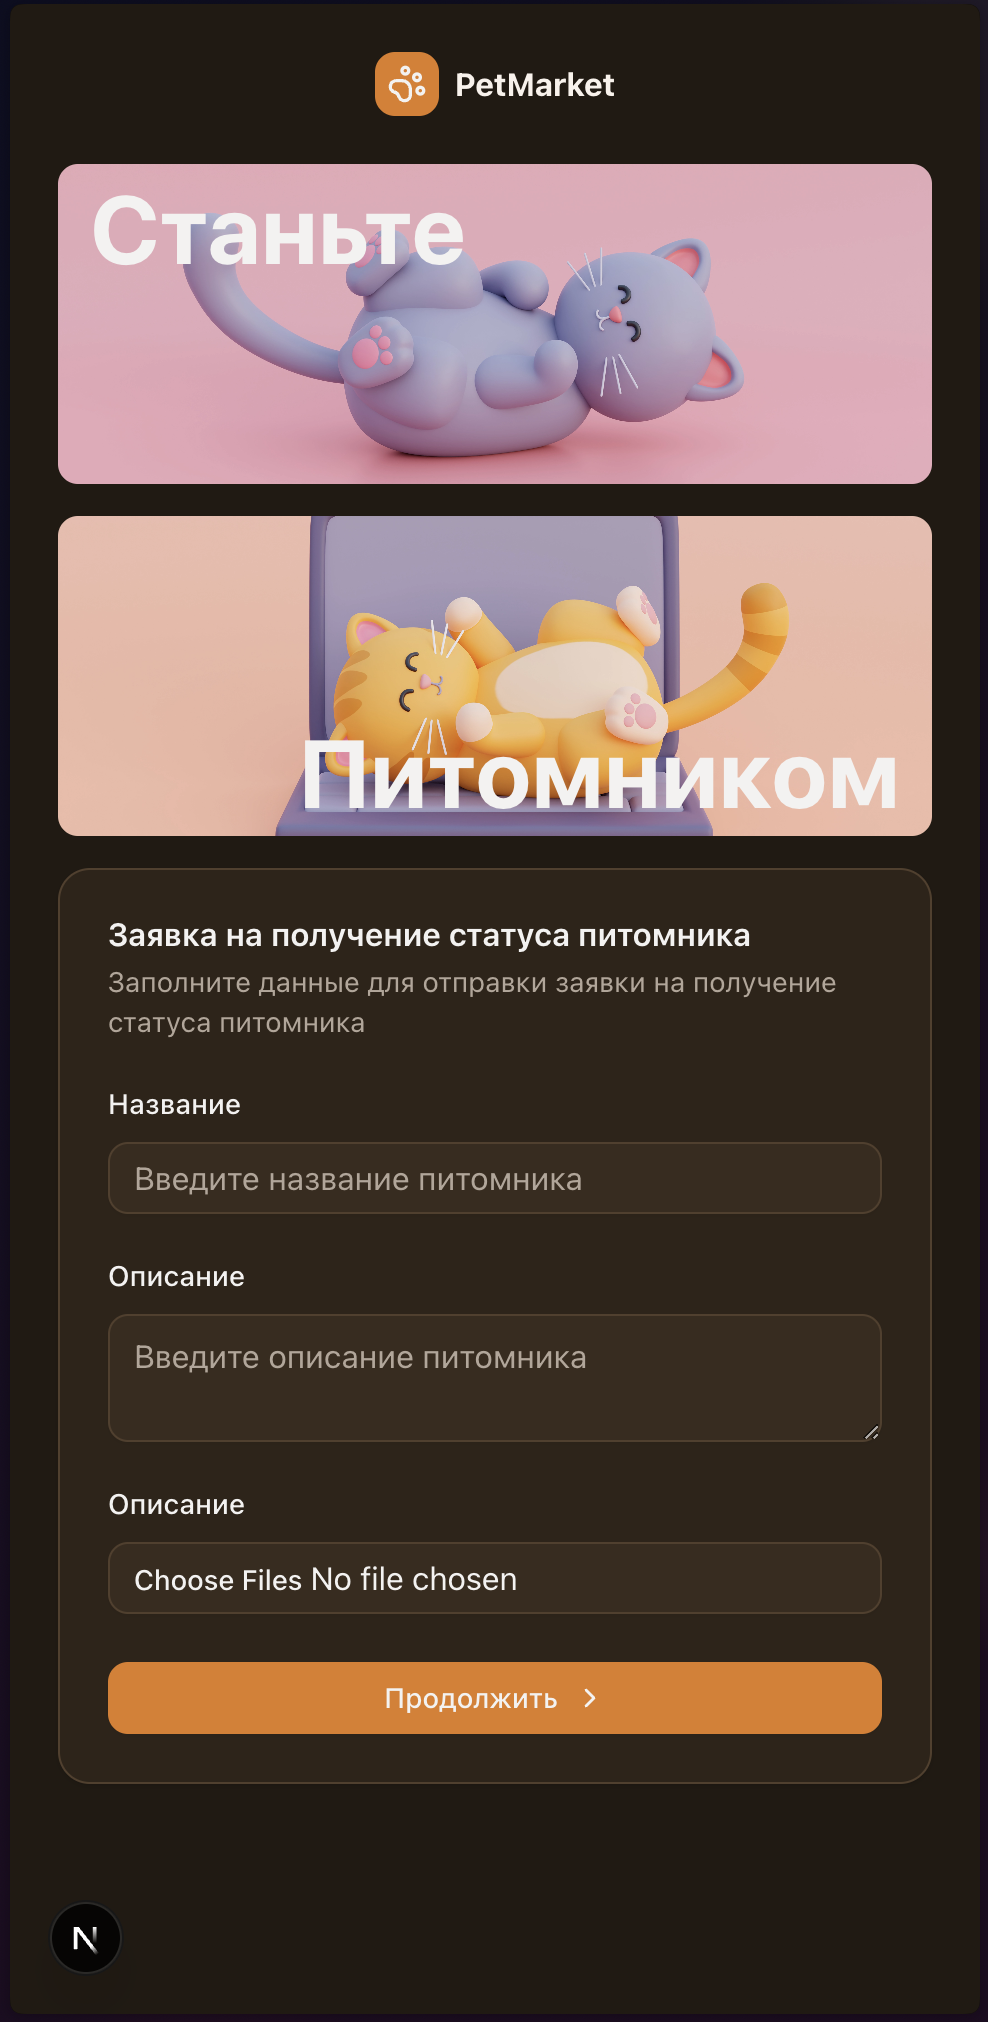 PetMarket
Станьте
Питомником
Заявка на получение статуса питомника
Заполните данные для отправки заявки на получение
статуса питомника
Название
Введите название питомника
Описание
Введите описание питомника
Описание
Choose Files No file chosen
Продолжить
N